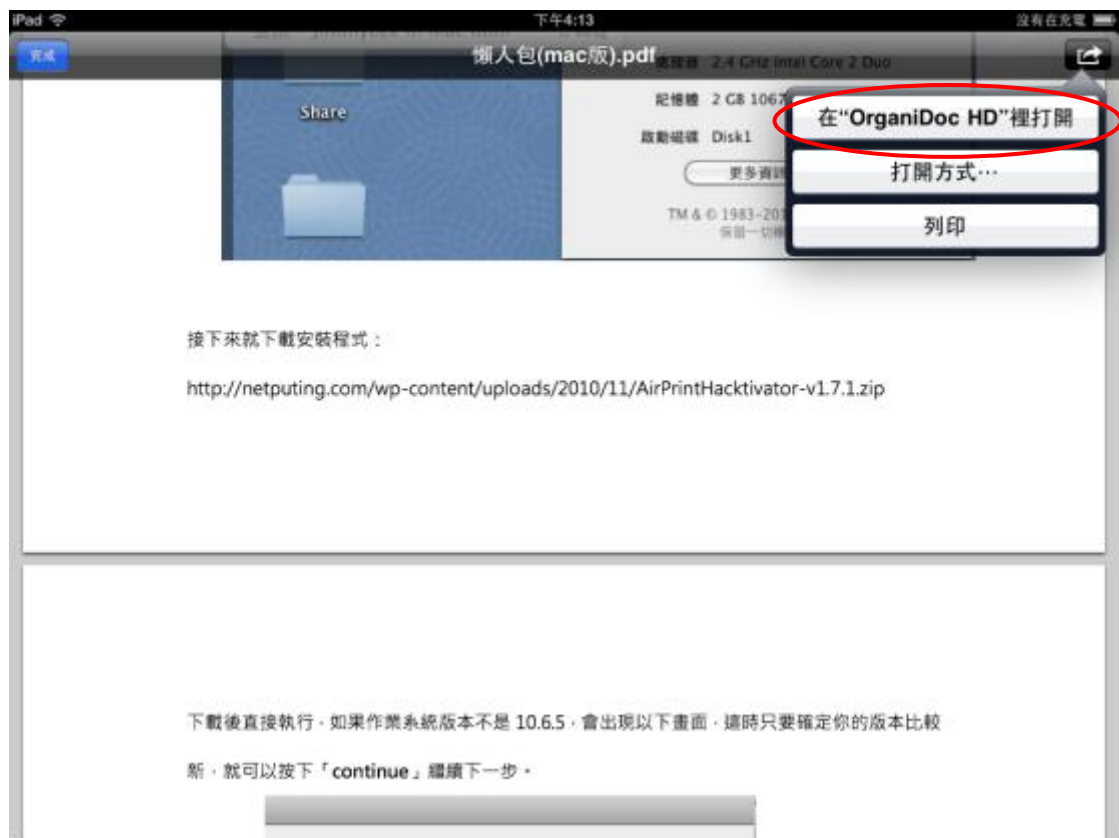 iPad 下午4:13 沒有在充電
完成 懶人包(mac版).pdf
處理器 2.4 GHz Intel Core 2 Duo
Share
記憶體 2 GB 1067
啟動磁碟 Disk1
更多資訊
TM & © 1983-201
保留一切權
在“OrganiDoc HD”裡打開
打開方式…
列印
接下來就下載安裝程式：
http://netputing.com/wp-content/uploads/2010/11/AirPrintHacktivator-v1.7.1.zip
下載後直接執行，如果作業系統版本不是 10.6.5，會出現以下畫面，這時只要確定你的版本比較
新，就可以按下「continue」繼續下一步。